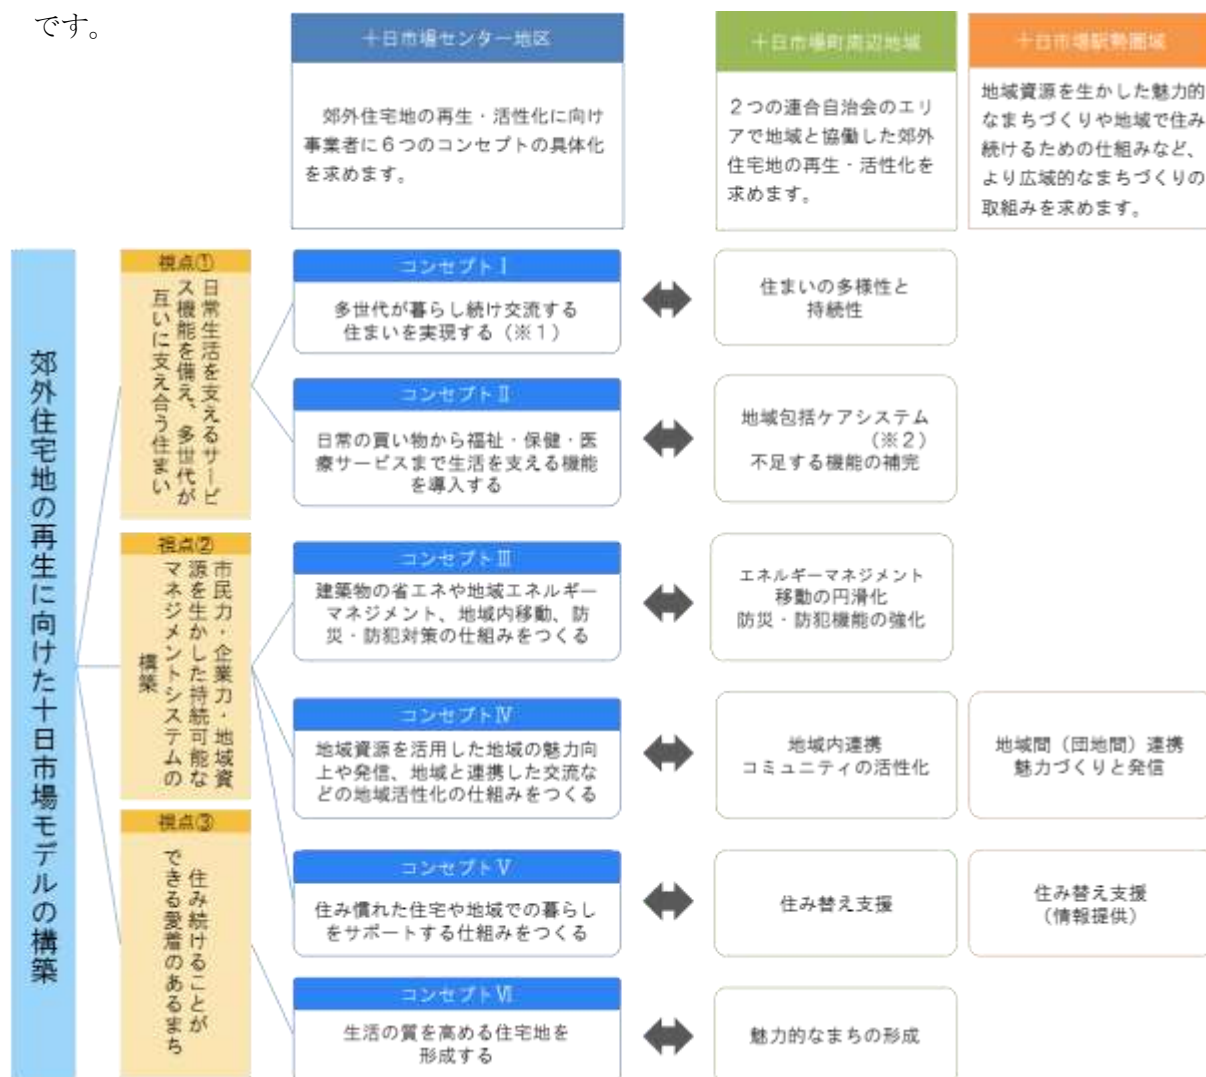 です。
十日市場センター地区
郊外住宅地の再生・活性化に向け
事業者に6つのコンセプトの具体化
を求めます。
十日市場町周辺地域
2つの連合自治会のエリ
アで地域と協働した郊外
住宅地の再生・活性化を
求めます。
十日市場駅勢圏域
地域資源を生かした魅力的
なまちづくりや地域で住み
続けるための仕組みなど、
より広域的なまちづくりの
取組みを求めます。
郊外住宅地の再生に向けた十日市場モデルの構築
視点①
日常生活を支えるサービ
ス機能を備え、多世代が
互いに支え合う住まい
コンセプトⅠ
多世代が暮らし続け交流する
住まいを実現する(※1)
住まいの多様性と
持続性
コンセプトⅡ
日常の買い物から福祉・保健・医
療サービスまで生活を支える機能
を導入する
地域包括ケアシステム
(※2)
不足する機能の補完
視点②
市民力・企業力・地域資
源を生かした持続可能な
マネジメントシステムの
構築
コンセプトⅢ
建築物の省エネや地域エネルギー
マネジメント、地域内移動、防
災・防犯対策の仕組みをつくる
エネルギーマネジメント
移動の円滑化
防災・防犯機能の強化
コンセプトⅣ
地域資源を活用した地域の魅力向
上や発信、地域と連携した交流な
どの地域活性化の仕組みをつくる
地域内連携
コミュニティの活性化
地域間(団地間)連携
魅力づくりと発信
視点③
住み続けることが
できる愛着のあるまち
コンセプトⅤ
住み慣れた住宅や地域での暮らし
をサポートする仕組みをつくる
住み替え支援
住み替え支援
(情報提供)
コンセプトⅥ
生活の質を高める住宅地を
形成する
魅力的なまちの形成